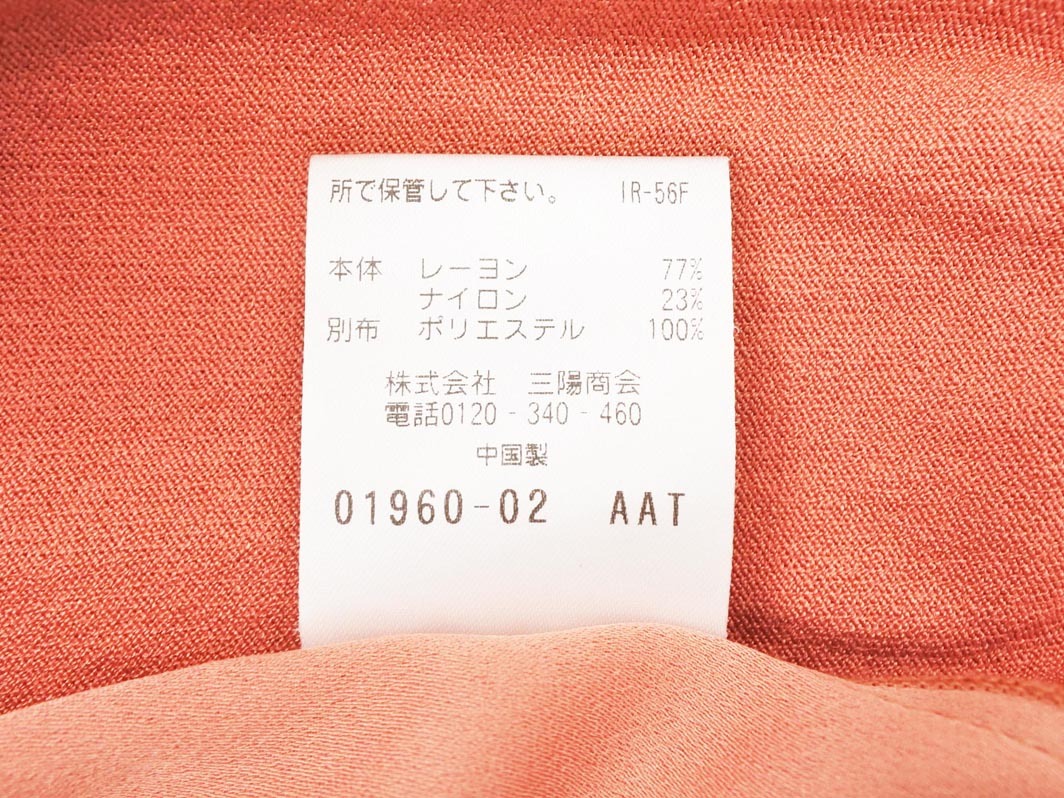 所で保管して下さい。 IR-56F
本体 レーヨン 77%
ナイロン 23%
別布 ポリエステル 100%
株式会社 三陽商会
電話0120-340-460
中国製
01960-02 AAT